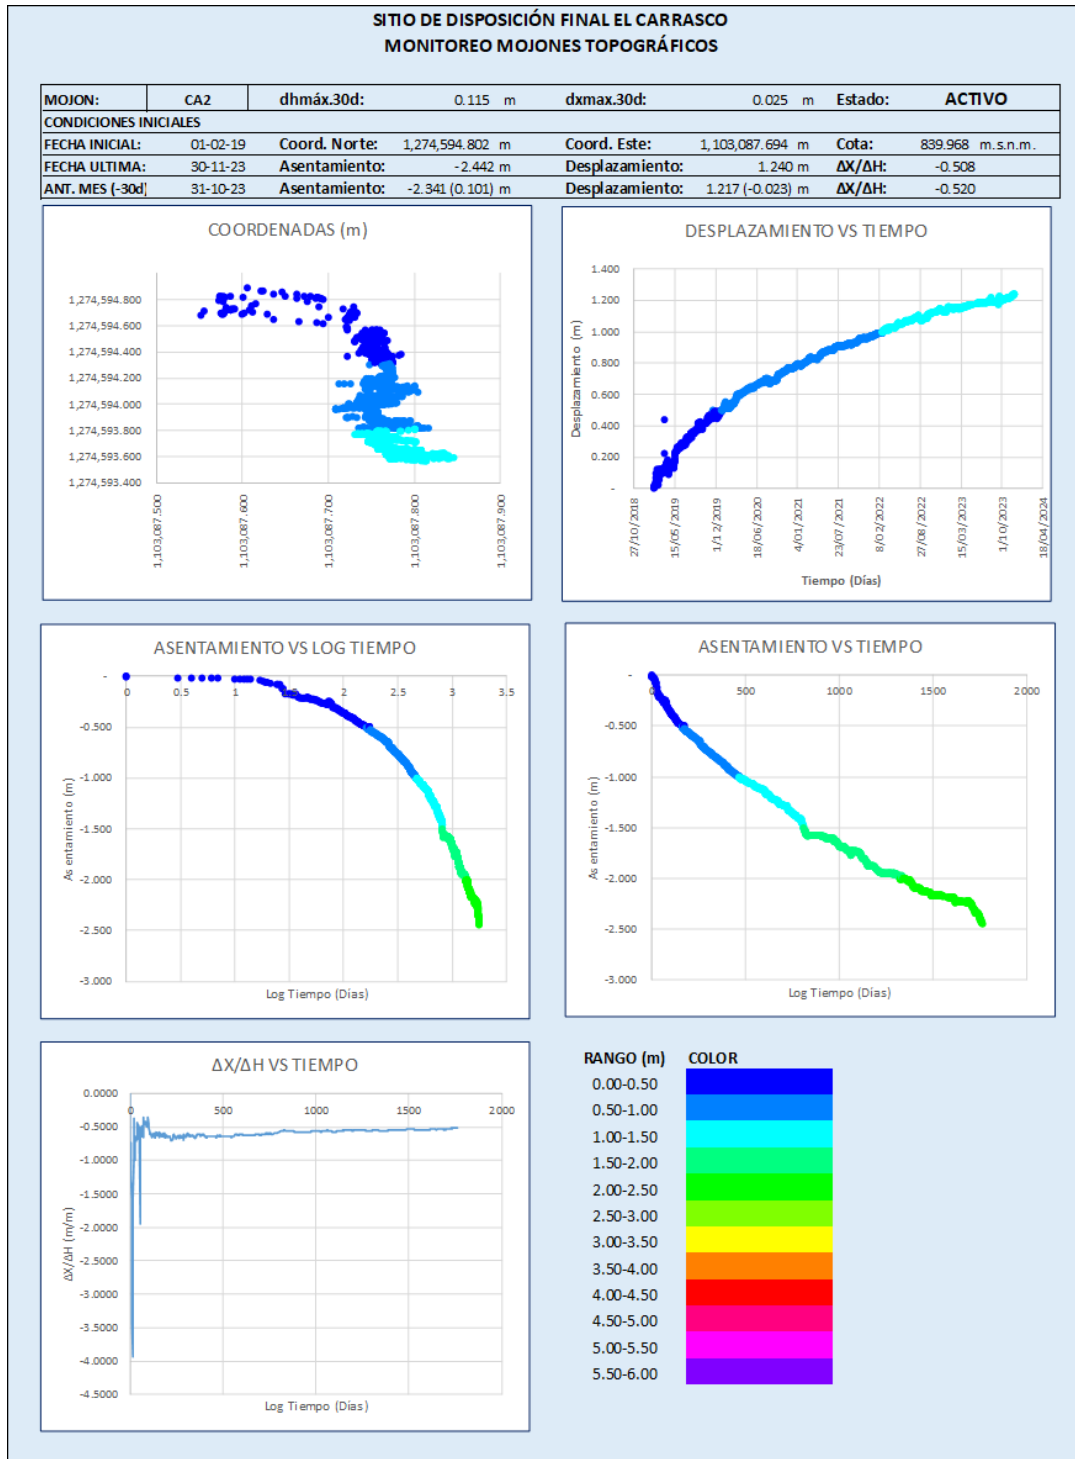 SITIO DE DISPOSICIÓN FINAL EL CARRASCO
MONITOREO MOJONES TOPOGRÁFICOS
MOJON: CA2 dhmáx.30d: 0.115 m dxmax.30d: 0.025 m Estado: ACTIVO
CONDICIONES INICIALES
FECHA INICIAL: 01-02-19 Coord. Norte: 1,274,594.802 m Coord. Este: 1,103,087.694 m Cota: 839.968 m.s.n.m.
FECHA ULTIMA: 30-11-23 Asentamiento: -2.442 m Desplazamiento: 1.240 m ΔX/ΔH: -0.508
ANT. MES (-30d) 31-10-23 Asentamiento: -2.341 (0.101) m Desplazamiento: 1.217 (-0.023) m ΔX/ΔH: -0.520
COORDENADAS (m)
1,274,594.800
1,274,594.600
1,274,594.400
1,274,594.200
1,274,594.000
1,274,593.800
1,274,593.600
1,274,593.400
1,103,087.500
1,103,087.600
1,103,087.700
1,103,087.800
1,103,087.900
DESPLAZAMIENTO VS TIEMPO
Desplazamiento (m)
1.400
1.200
1.000
0.800
0.600
0.400
0.200
-
27/10/2018
15/05/2019
1/12/2019
18/06/2020
4/01/2021
23/07/2021
8/02/2022
27/08/2022
15/03/2023
1/10/2023
18/04/2024
Tiempo (Días)
ASENTAMIENTO VS LOG TIEMPO
Asentamiento (m)
-
-0.500
-1.000
-1.500
-2.000
-2.500
-3.000
0 0.5 1 1.5 2 2.5 3 3.5
Log Tiempo (Días)
ASENTAMIENTO VS TIEMPO
Asentamiento (m)
-
-0.500
-1.000
-1.500
-2.000
-2.500
-3.000
0 500 1000 1500 2000
Log Tiempo (Días)
ΔX/ΔH VS TIEMPO
ΔX/ΔH (m/m)
0.0000
-0.5000
-1.0000
-1.5000
-2.0000
-2.5000
-3.0000
-3.5000
-4.0000
-4.5000
0 500 1000 1500 2000
Log Tiempo (Días)
RANGO (m) COLOR
0.00-0.50
0.50-1.00
1.00-1.50
1.50-2.00
2.00-2.50
2.50-3.00
3.00-3.50
3.50-4.00
4.00-4.50
4.50-5.00
5.00-5.50
5.50-6.00